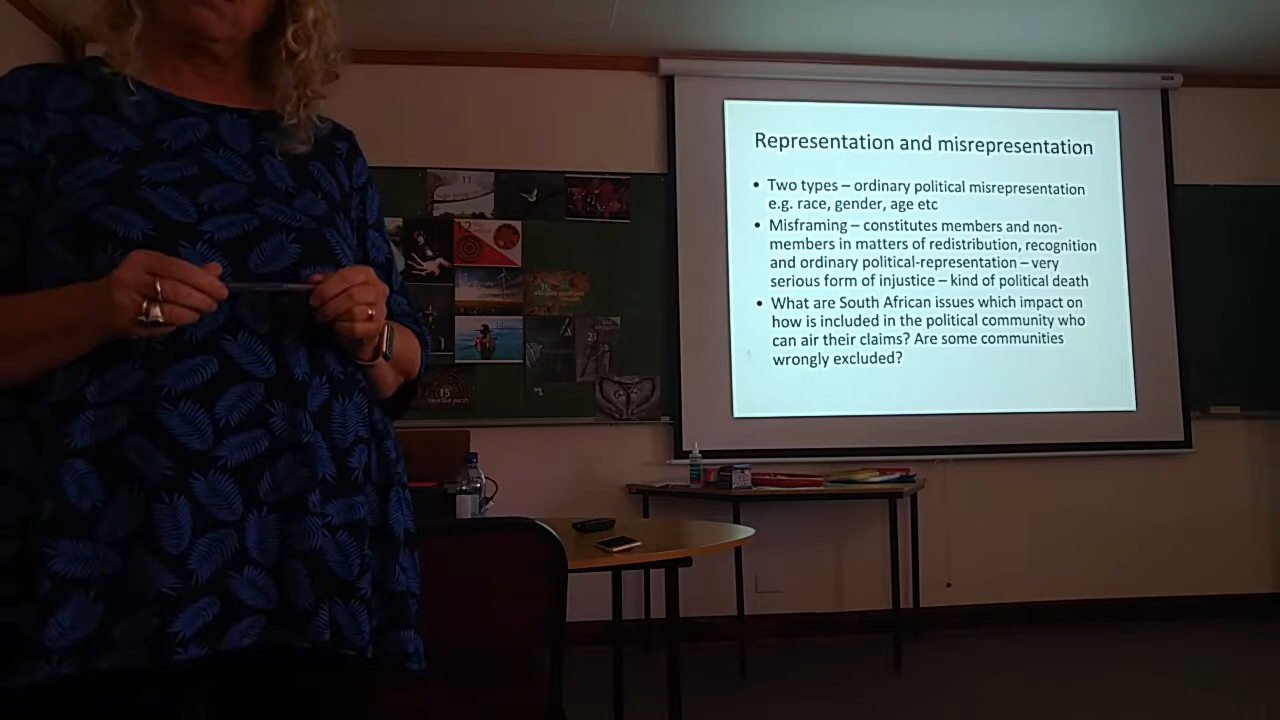 Representation and misrepresentation
• Two types – ordinary political misrepresentation
e.g. race, gender, age etc
• Misframing – constitutes members and non-
members in matters of redistribution, recognition
and ordinary political-representation – very
serious form of injustice – kind of political death
• What are South African issues which impact on
how is included in the political community who
can air their claims? Are some communities
wrongly excluded?
11
12
15